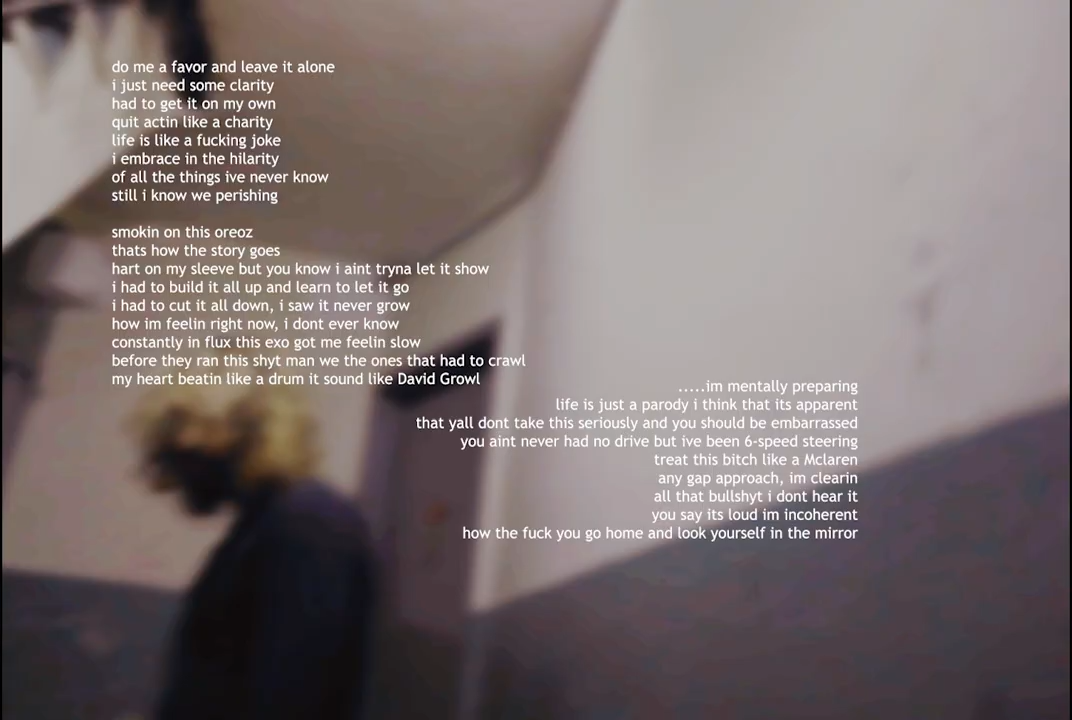 do me a favor and leave it alone
i just need some clarity
had to get it on my own
quit actin like a charity
life is like a fucking joke
i embrace in the hilarity
of all the things ive never know
still i know we perishing
smokin on this oreoz
thats how the story goes
hart on my sleeve but you know i aint tryna let it show
i had to build it all up and learn to let it go
i had to cut it all down, i saw it never grow
how im feelin right now, i dont ever know
constantly in flux this exo got me feelin slow
before they ran this shyt man we the ones that had to crawl
my heart beatin like a drum it sound like David Growl
.....im mentally preparing
life is just a parody i think that its apparent
that yall dont take this seriously and you should be embarrassed
you aint never had no drive but ive been 6-speed steering
treat this bitch like a Mclaren
any gap approach, im clearin
all that bullshyt i dont hear it
you say its loud im incoherent
how the fuck you go home and look yourself in the mirror